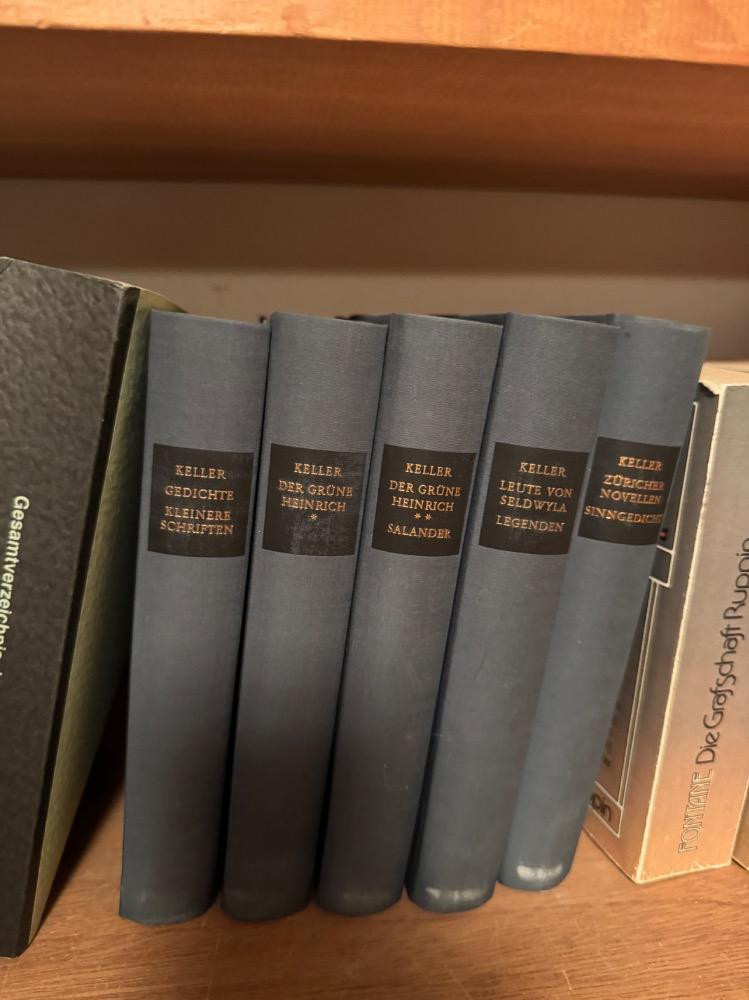 Gesamtverzeichnis
KELLER
GEDICHTE
KLEINERE
SCHRIFTEN
KELLER
DER GRÜNE
HEINRICH
*
KELLER
DER GRÜNE
HEINRICH
* *
SALANDER
KELLER
LEUTE VON
SELDWYLA
LEGENDEN
KELLER
ZÜRICHER
NOVELLEN
SINNGEDICHT
FONTANE Die Grafschaft Ruppin